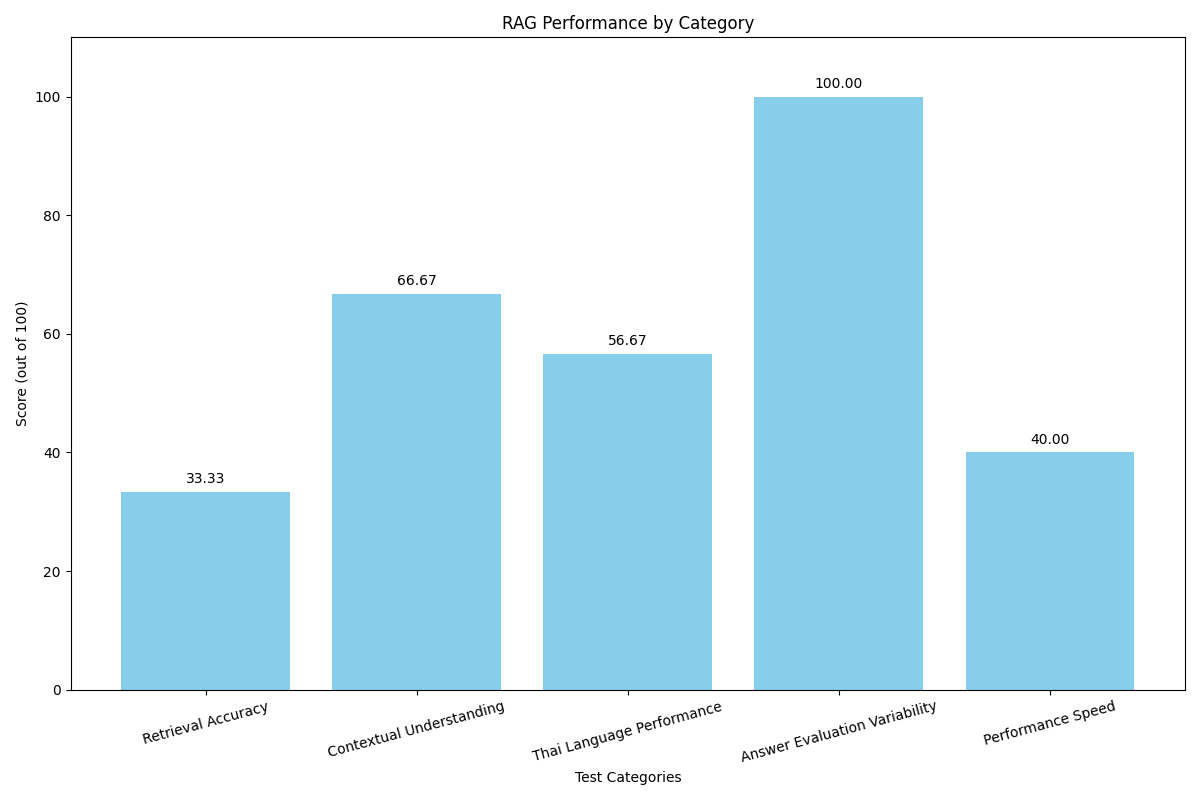 RAG Performance by Category
Score (out of 100)
100
80
60
40
20
0
33.33
66.67
56.67
100.00
40.00
Retrieval Accuracy
Contextual Understanding
Thai Language Performance
Answer Evaluation Variability
Performance Speed
Test Categories